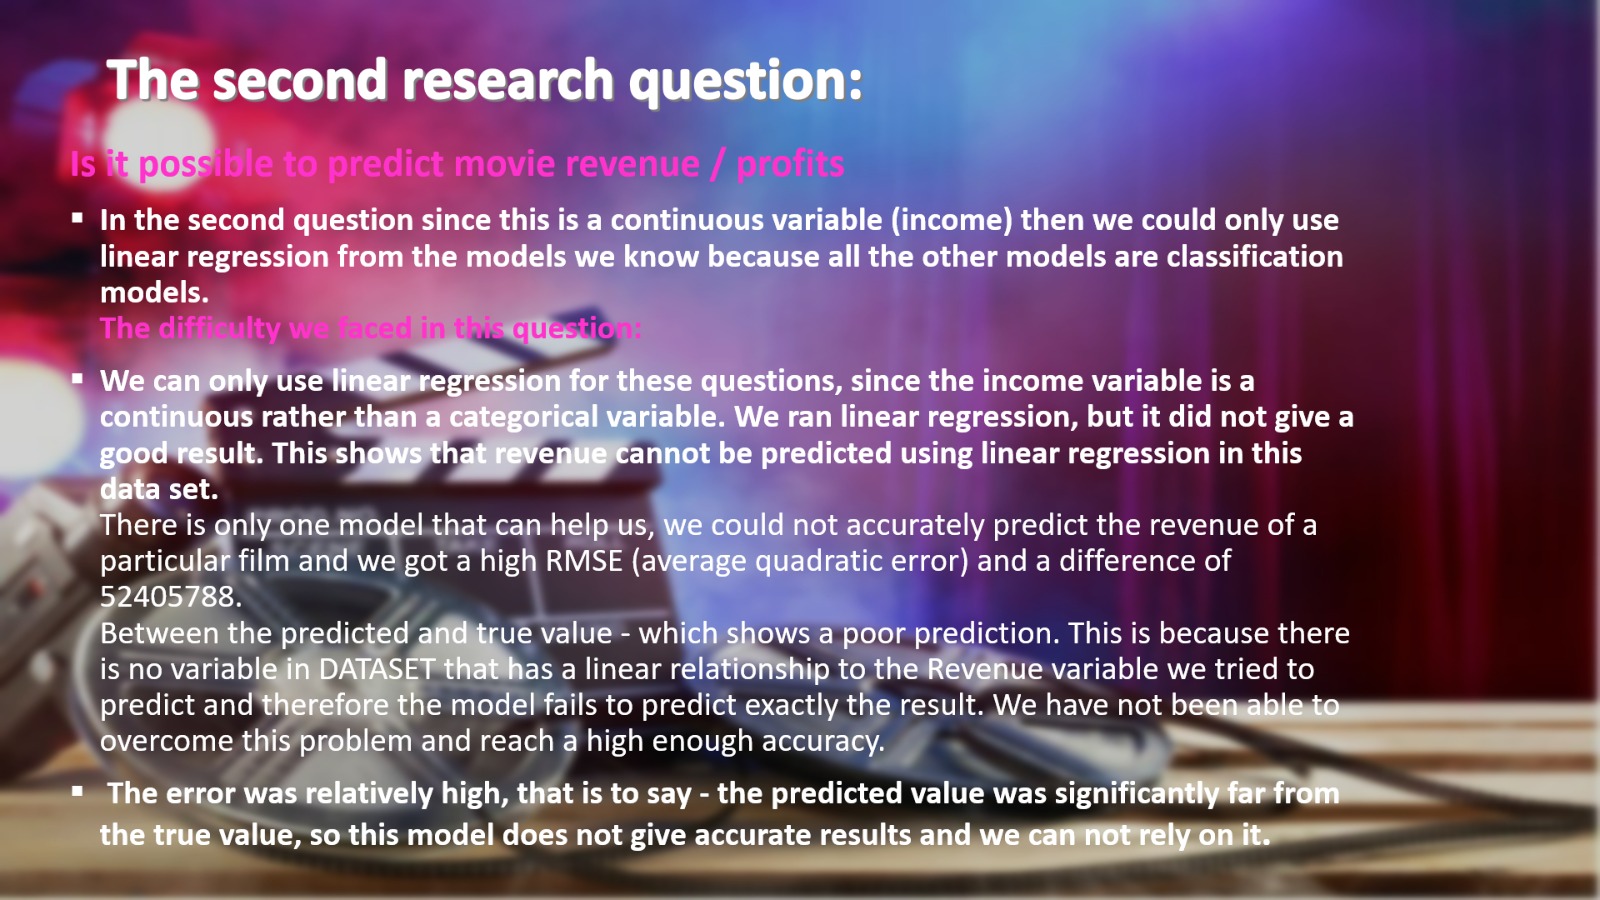 The second research question:
Is it possible to predict movie revenue / profits
▪ In the second question since this is a continuous variable (income) then we could only use
linear regression from the models we know because all the other models are classification
models.
The difficulty we faced in this question:
▪ We can only use linear regression for these questions, since the income variable is a
continuous rather than a categorical variable. We ran linear regression, but it did not give a
good result. This shows that revenue cannot be predicted using linear regression in this
data set.
There is only one model that can help us, we could not accurately predict the revenue of a
particular film and we got a high RMSE (average quadratic error) and a difference of
52405788.
Between the predicted and true value - which shows a poor prediction. This is because there
is no variable in DATASET that has a linear relationship to the Revenue variable we tried to
predict and therefore the model fails to predict exactly the result. We have not been able to
overcome this problem and reach a high enough accuracy.
▪ The error was relatively high, that is to say - the predicted value was significantly far from
the true value, so this model does not give accurate results and we can not rely on it.